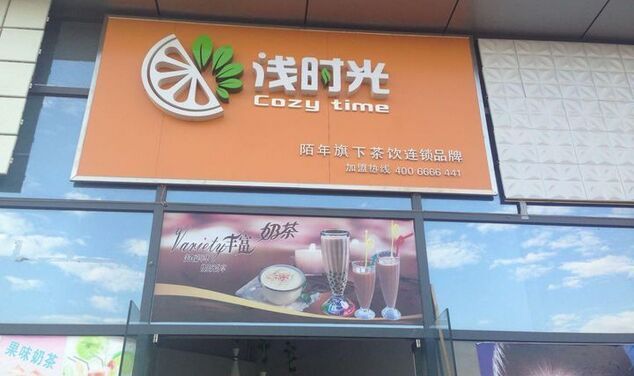 浅时光
Cozy time
陌年旗下茶饮连锁品牌
加盟热线 400 6666 441
Variety丰富 奶茶
果味奶茶